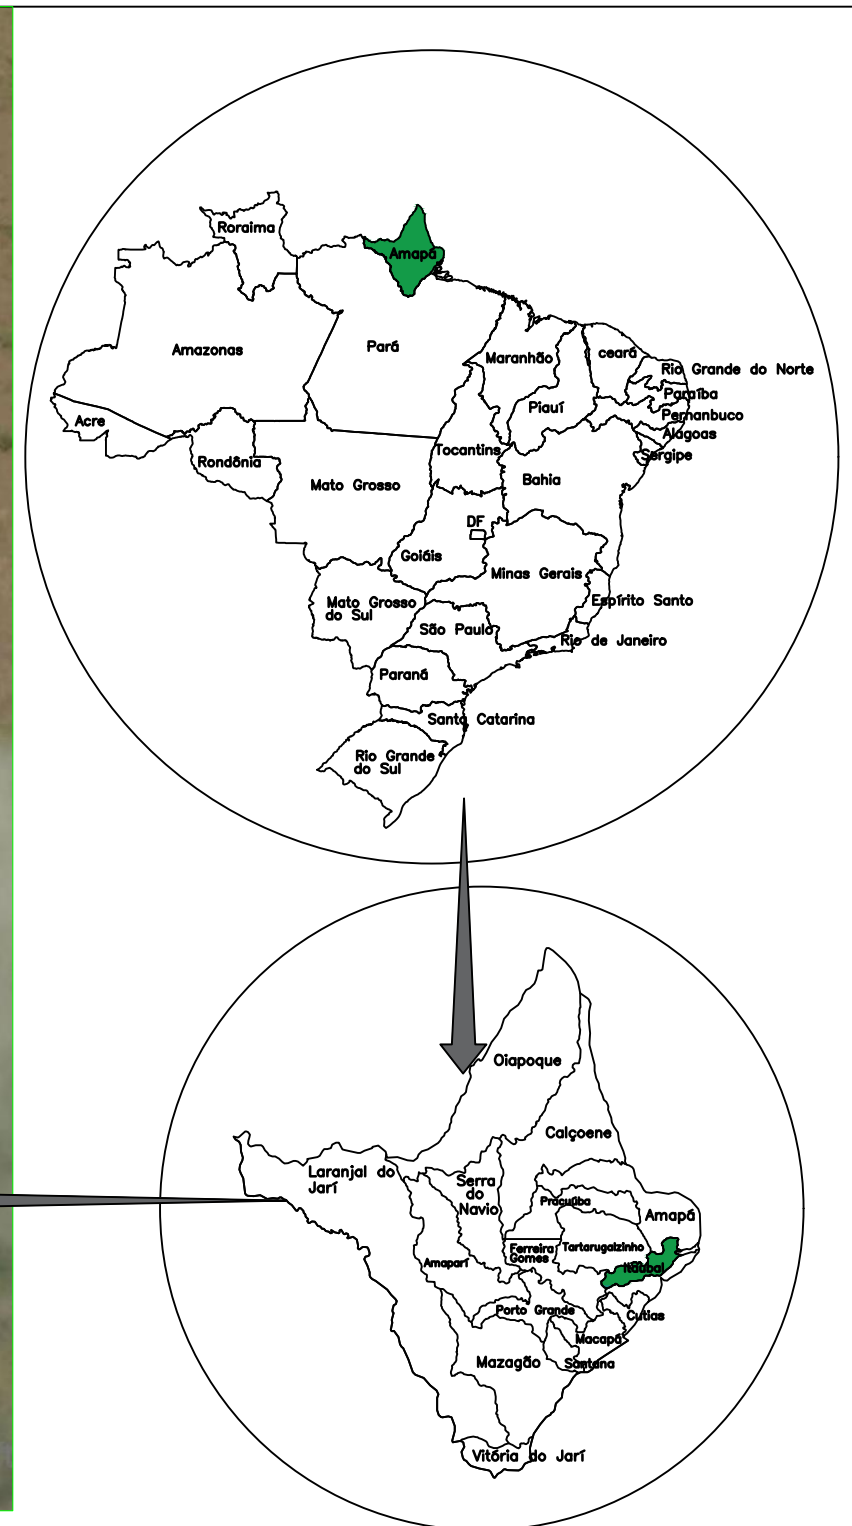 Roraima
Amapá
Amazonas
Pará
Maranhão
ceará
Rio Grande do Norte
Paraíba
Piauí
Pernambuco
Acre
Alagoas
Tocantins
Sergipe
Rondônia
Mato Grosso
Bahia
DF
Goiáis
Minas Gerais
Mato Grosso
do Sul
Espírito Santo
São Paulo
Rio de Janeiro
Paraná
Santa Catarina
Rio Grande
do Sul
Oiapoque
Calçoene
Laranjal do
Jarí
Serra
do
Navio
Pracuúba
Amapá
Ferreira
Gomes
Tartarugalzinho
Amaparí
Itaubal
Porto Grande
Cutias
Macapá
Mazagão
Santana
Vitória do Jarí